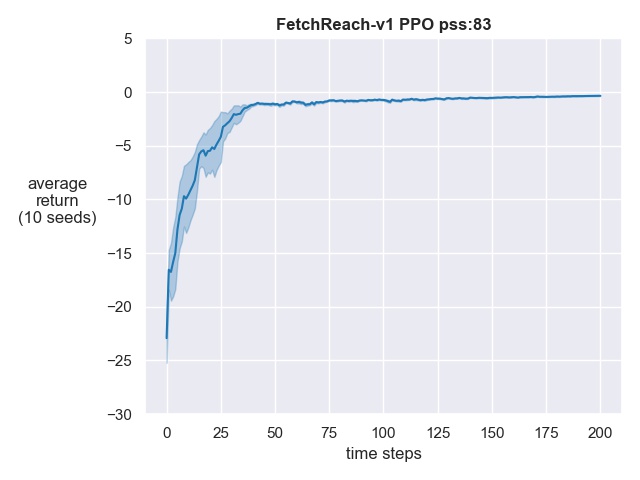 FetchReach-v1 PPO pss:83
5
0
−5
−10
−15
−20
−25
−30
average
return
(10 seeds)
0 25 50 75 100 125 150 175 200
time steps